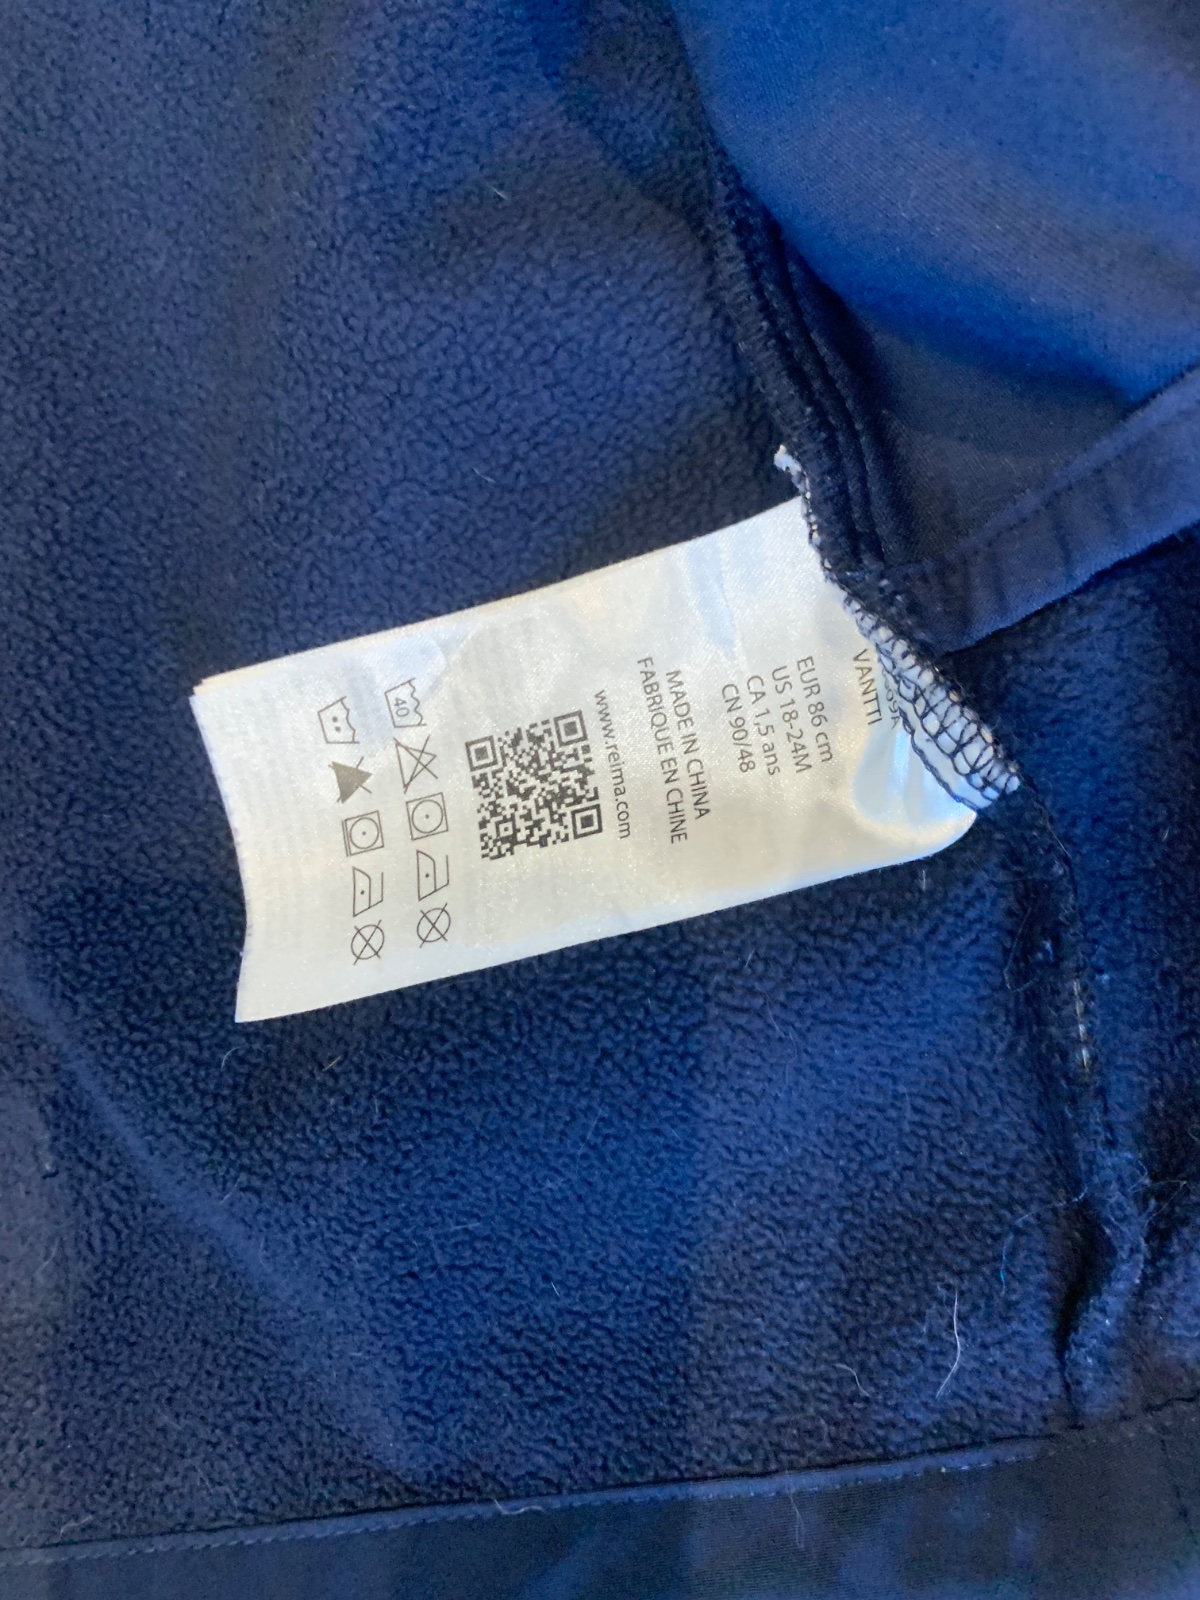 VANTTI
EUR 86 cm
US 18-24M
CA 1,5 ans
CN 90/48
MADE IN CHINA
FABRIQUE EN CHINE
www.reima.com
40